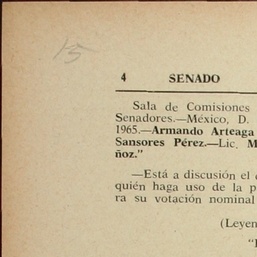 4 SENADO
Sala de Comisiones
Senadores.—México, D.
1965.—Armando Arteaga
Sansores Pérez.—Lic. M
ñoz."
—Está a discusión el
quién haga uso de la p
ra su votación nominal
(Leyen
"